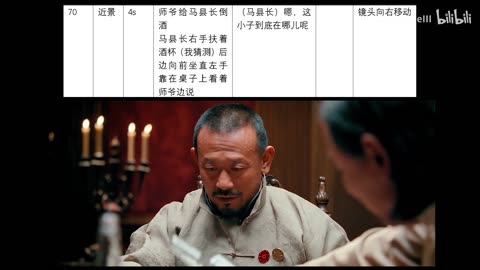 70 近景 4s 师爷给马县长倒 （马县长）嗯，这 镜头向右移动
酒 小子到底在哪儿呢
马县长右手扶着
酒杯（我猜测）后
边向前坐直左手
靠在桌子上看着
师爷边说
elll bilibili